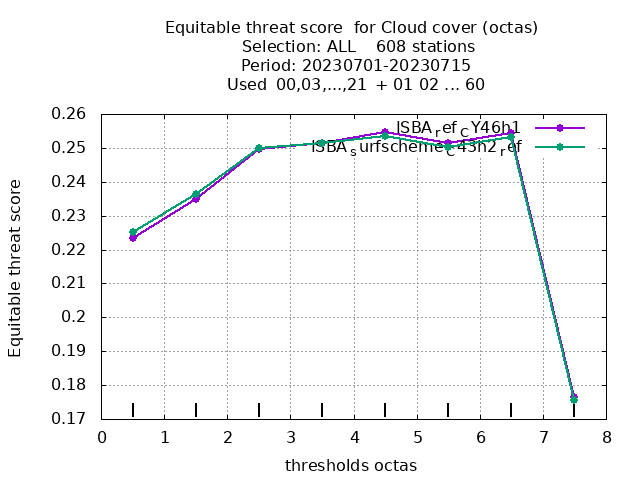 Equitable threat score for Cloud cover (octas)
Selection: ALL 608 stations
Period: 20230701-20230715
Used 00,03,...,21 + 01 02 ... 60
Equitable threat score
0.26
0.25
0.24
0.23
0.22
0.21
0.2
0.19
0.18
0.17
ISBA_ref_CY46h1
ISBA_surfscheme_C43h2_ref
0 1 2 3 4 5 6 7 8
thresholds octas